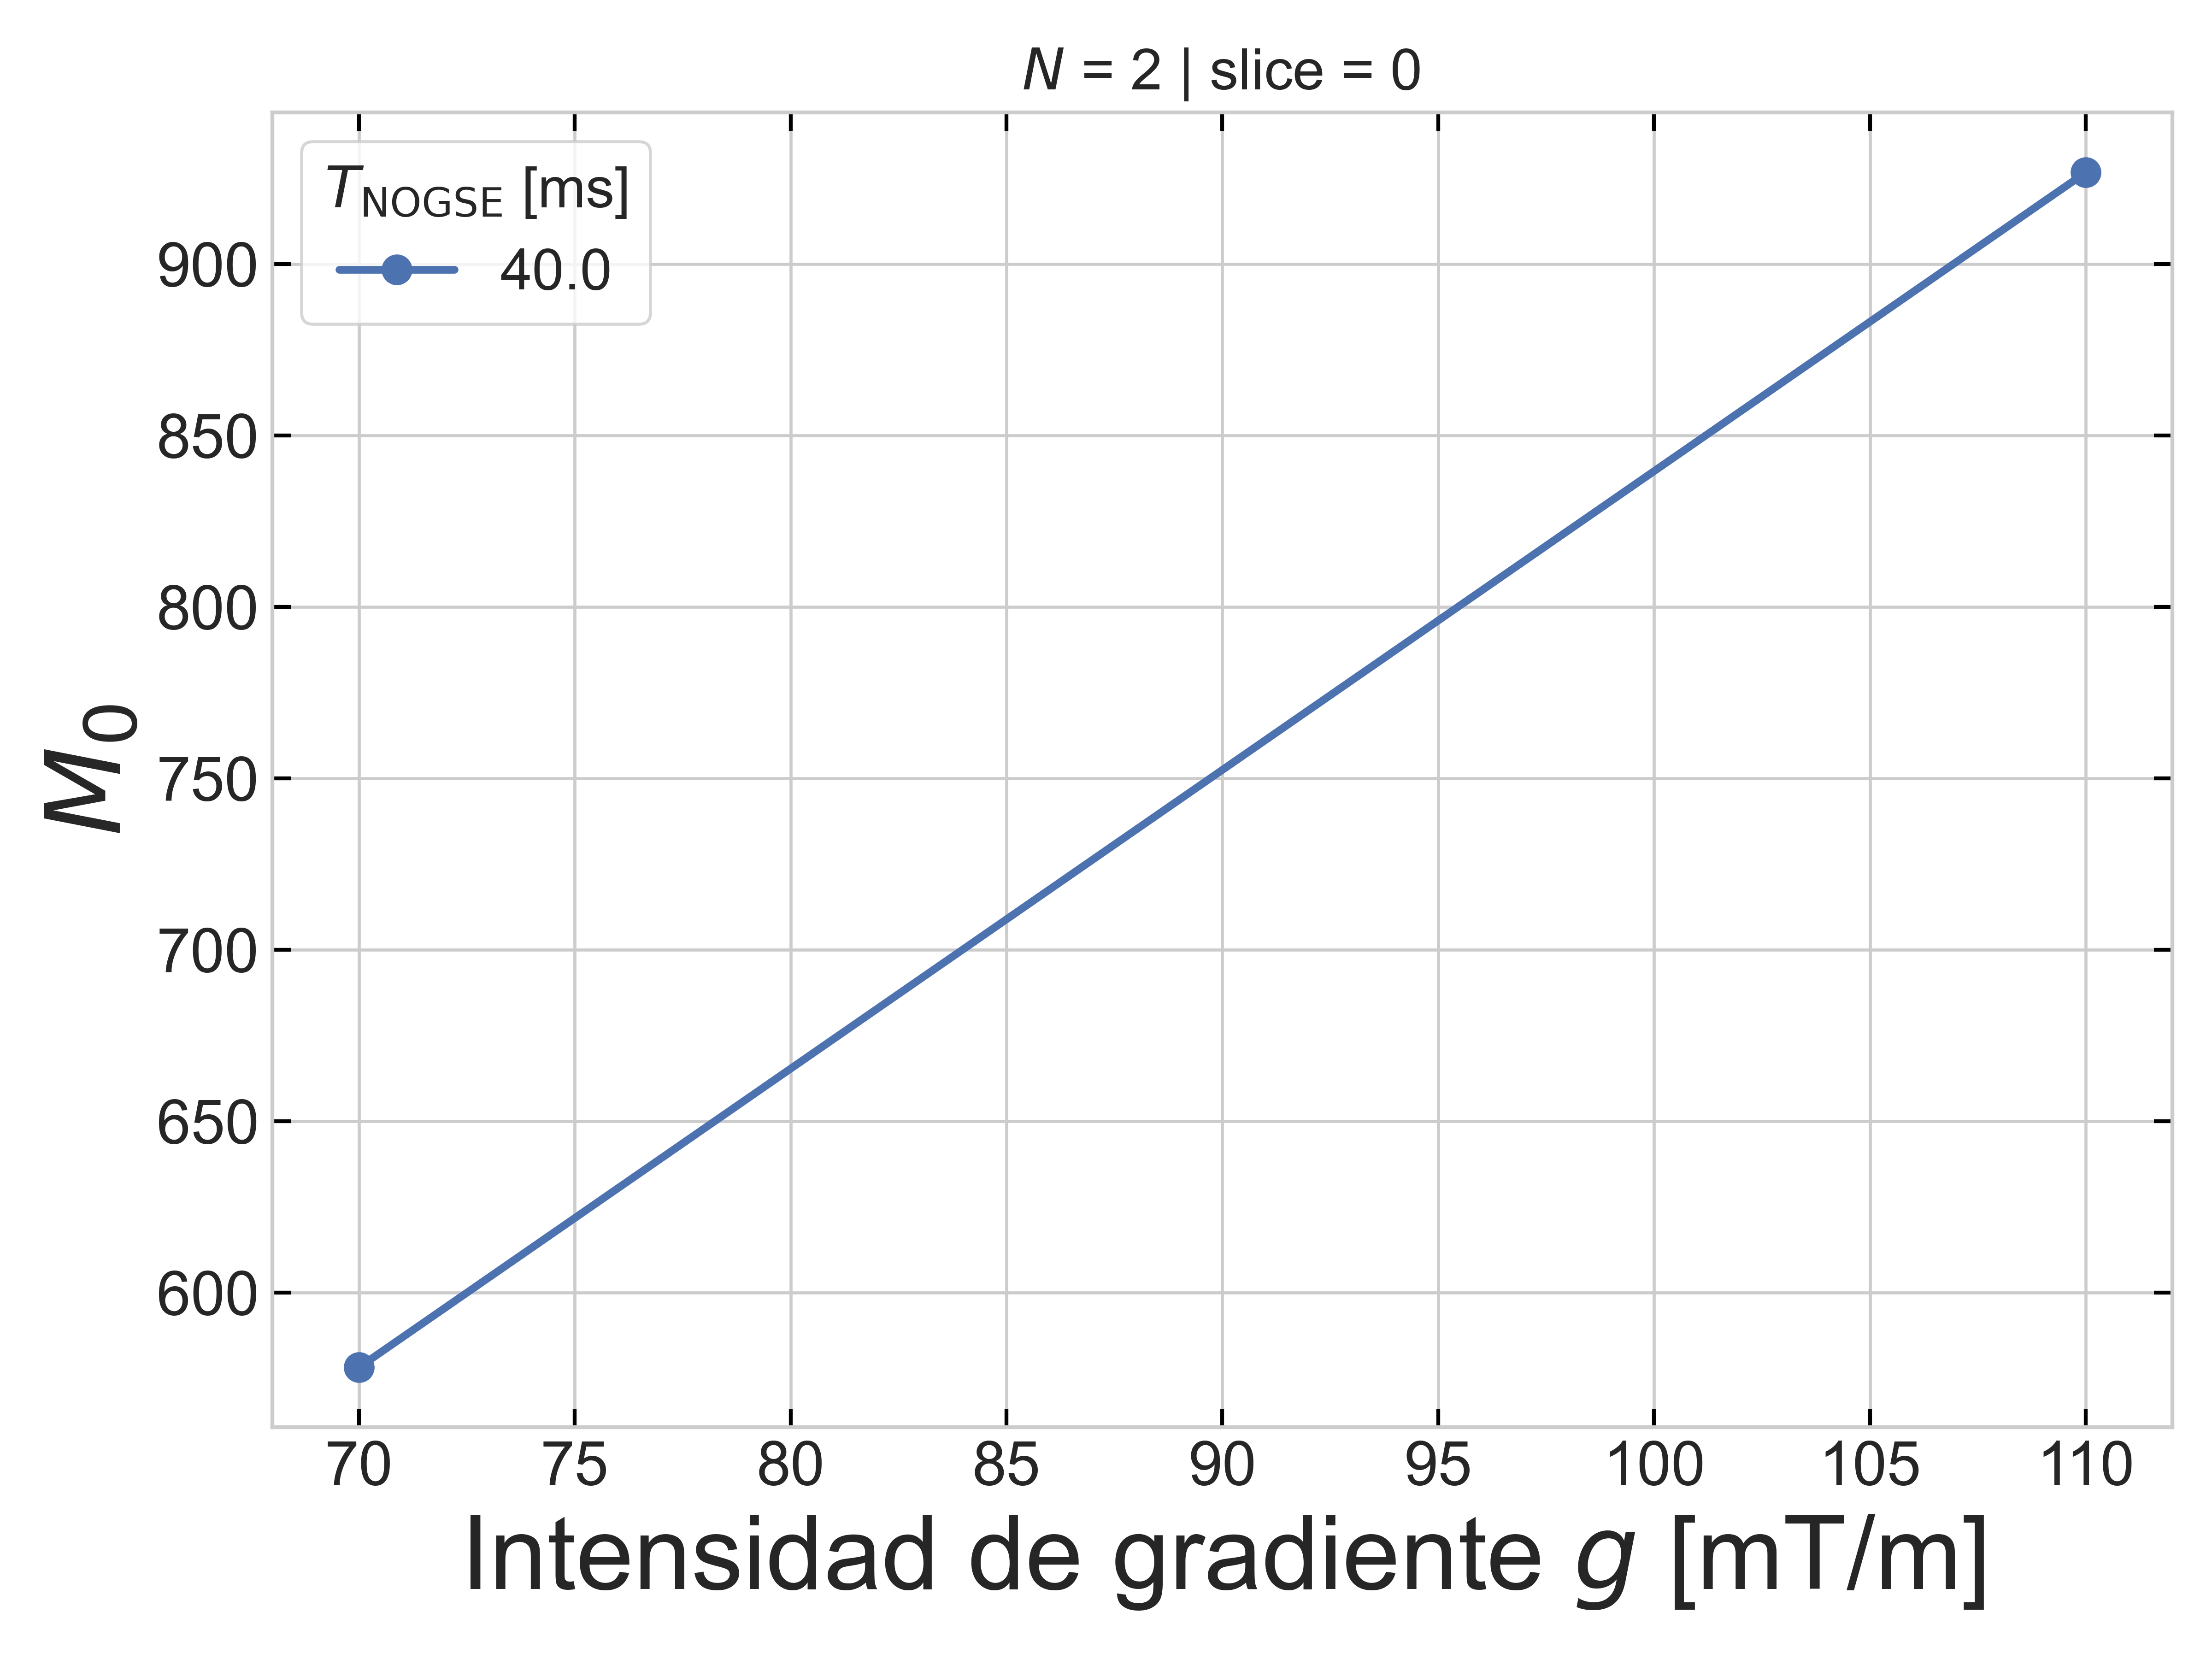 N = 2 | slice = 0
T_NOGSE [ms]
40.0
M_0
900
850
800
750
700
650
600
70 75 80 85 90 95 100 105 110
Intensidad de gradiente g [mT/m]